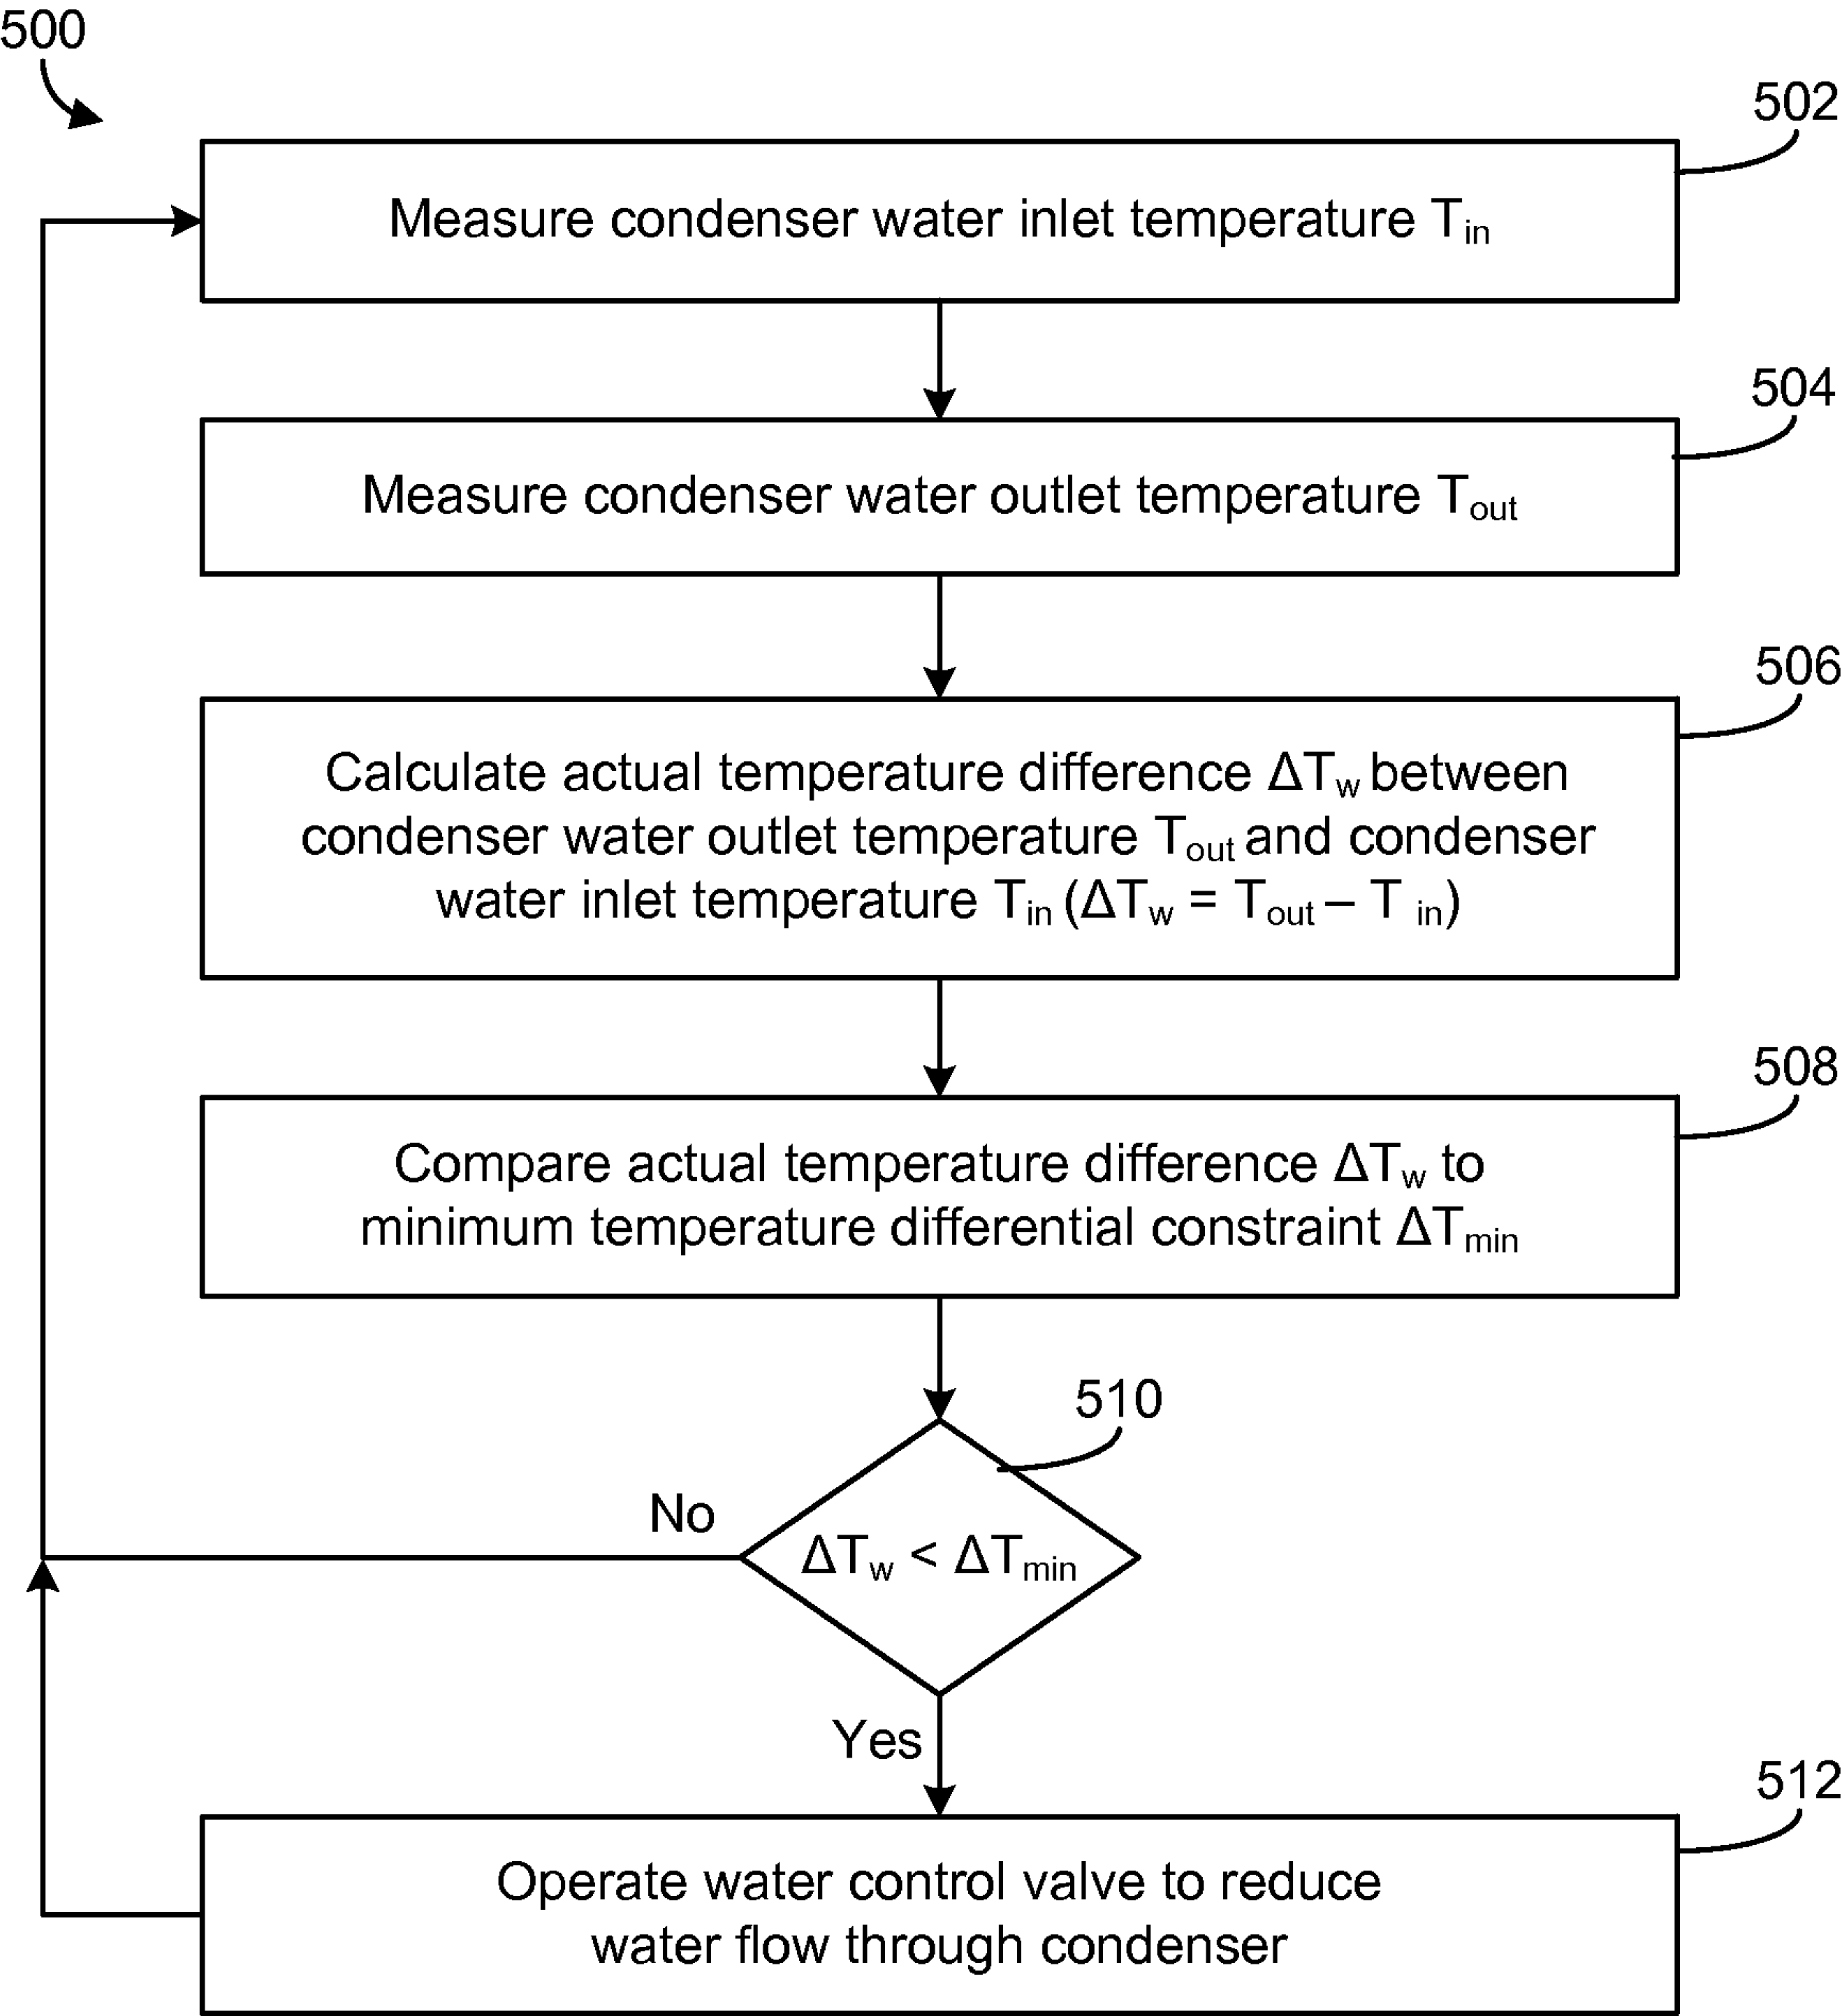 500
502
Measure condenser water inlet temperature Tin
504
Measure condenser water outlet temperature Tout
506
Calculate actual temperature difference ΔTw between
condenser water outlet temperature Tout and condenser
water inlet temperature Tin (ΔTw = Tout – T in)
508
Compare actual temperature difference ΔTw to
minimum temperature differential constraint ΔTmin
510
No
ΔTw < ΔTmin
Yes
512
Operate water control valve to reduce
water flow through condenser